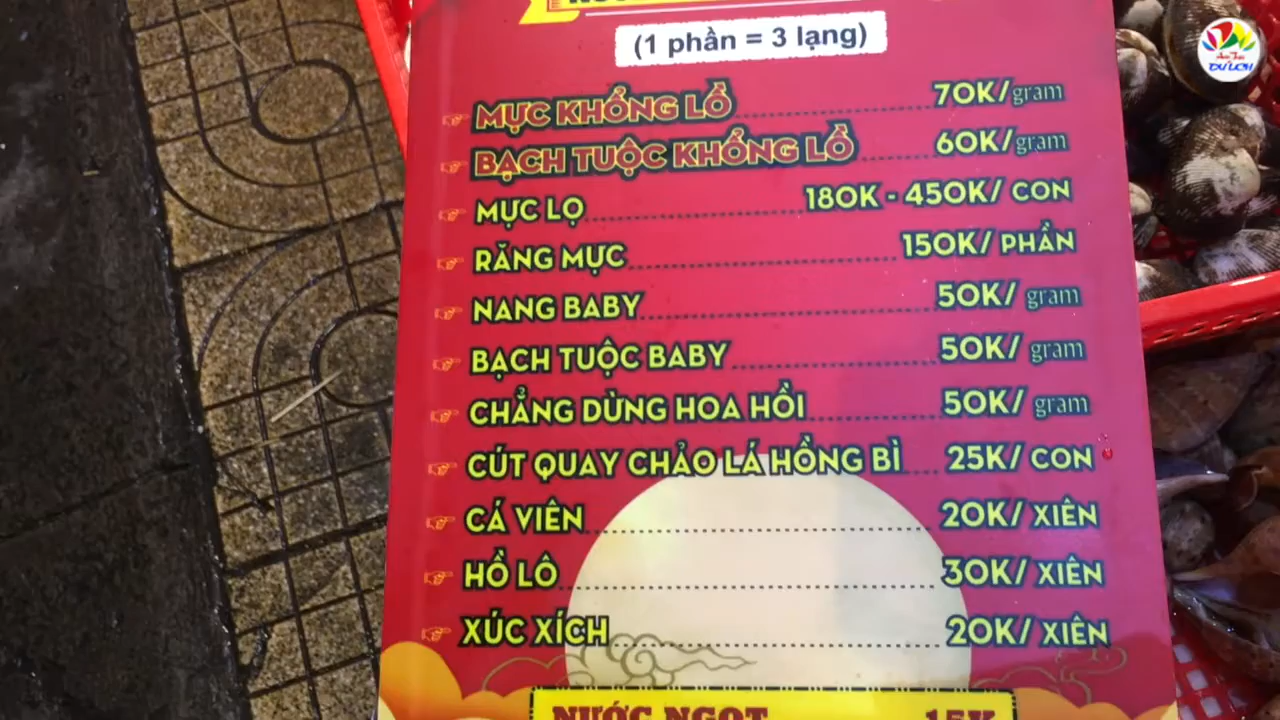 (1 phần = 3 lạng)
MỰC KHỔNG LỒ 70K/gram
BẠCH TUỘC KHỔNG LỒ 60K/gram
MỰC LỌ 180K - 450K/ CON
RĂNG MỰC 150K/ PHẦN
NANG BABY 50K/ gram
BẠCH TUỘC BABY 50K/ gram
CHẲNG DỪNG HOA HỒI 50K/ gram
CÚT QUAY CHẢO LÁ HỒNG BÌ 25K/ CON
CÁ VIÊN 20K/ XIÊN
HỒ LÔ 30K/ XIÊN
XÚC XÍCH 20K/ XIÊN
NƯỚC NGỌT 15K